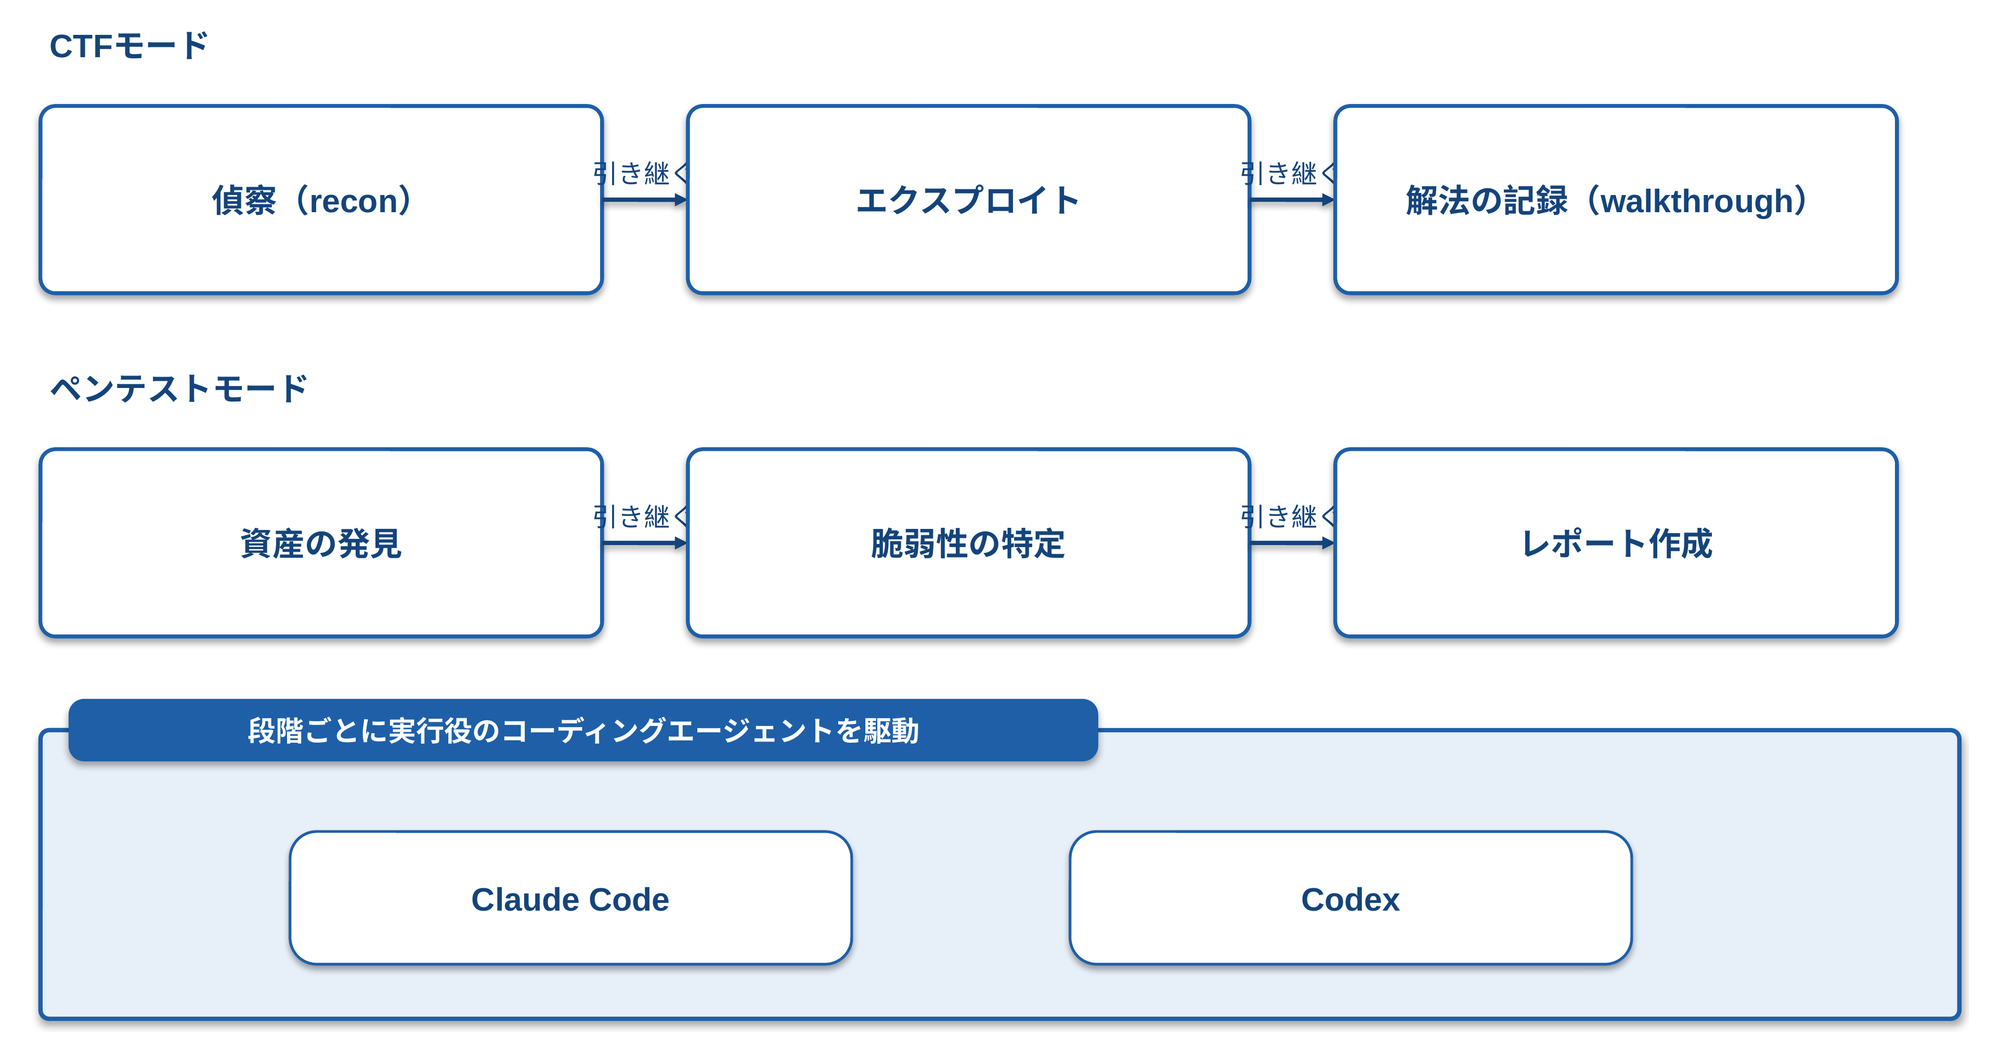 CTFモード
偵察（recon）
引き継ぐ
エクスプロイト
引き継ぐ
解法の記録（walkthrough）
ペンテストモード
資産の発見
引き継ぐ
脆弱性の特定
引き継ぐ
レポート作成
段階ごとに実行役のコーディングエージェントを駆動
Claude Code
Codex